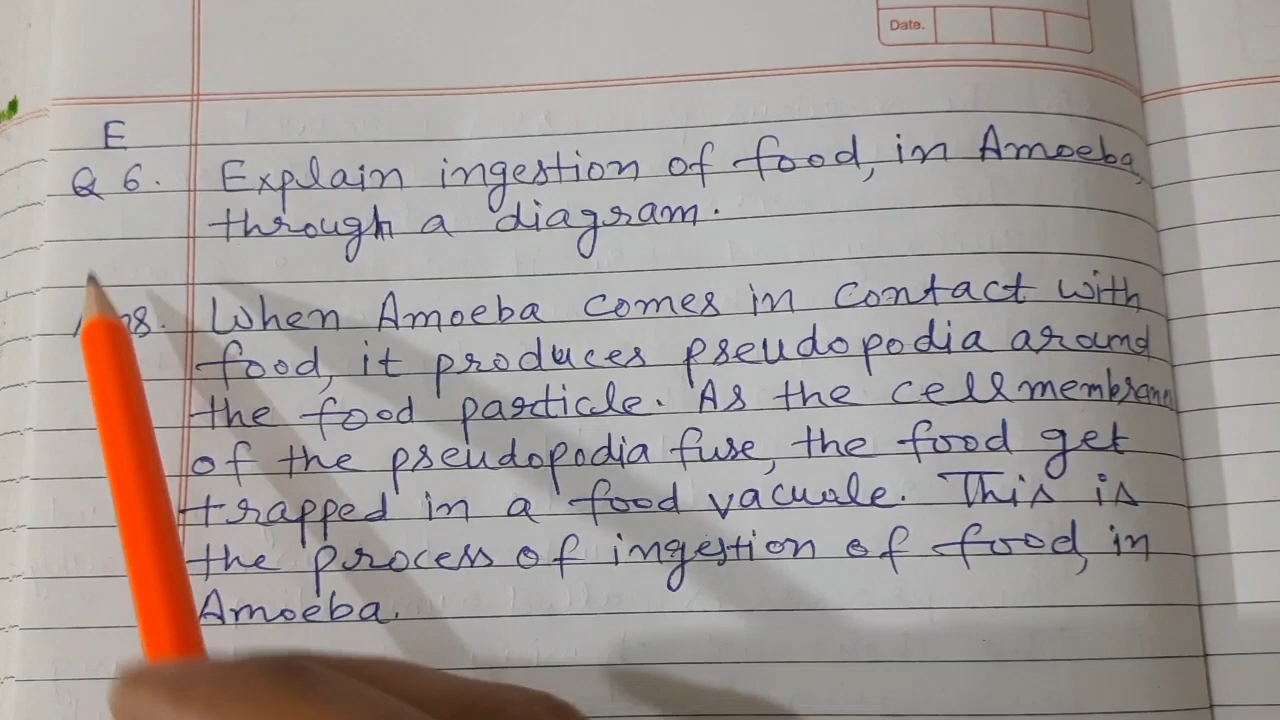 Date.
E
Q 6. Explain ingestion of food, in Amoeba,
through a diagram.
Ans. When Amoeba comes in contact with
food, it produces pseudopodia around
the food particle. As the cell membrane
of the pseudopodia fuse, the food get
trapped in a food vacuole. This is
the process of ingestion of food, in
Amoeba.